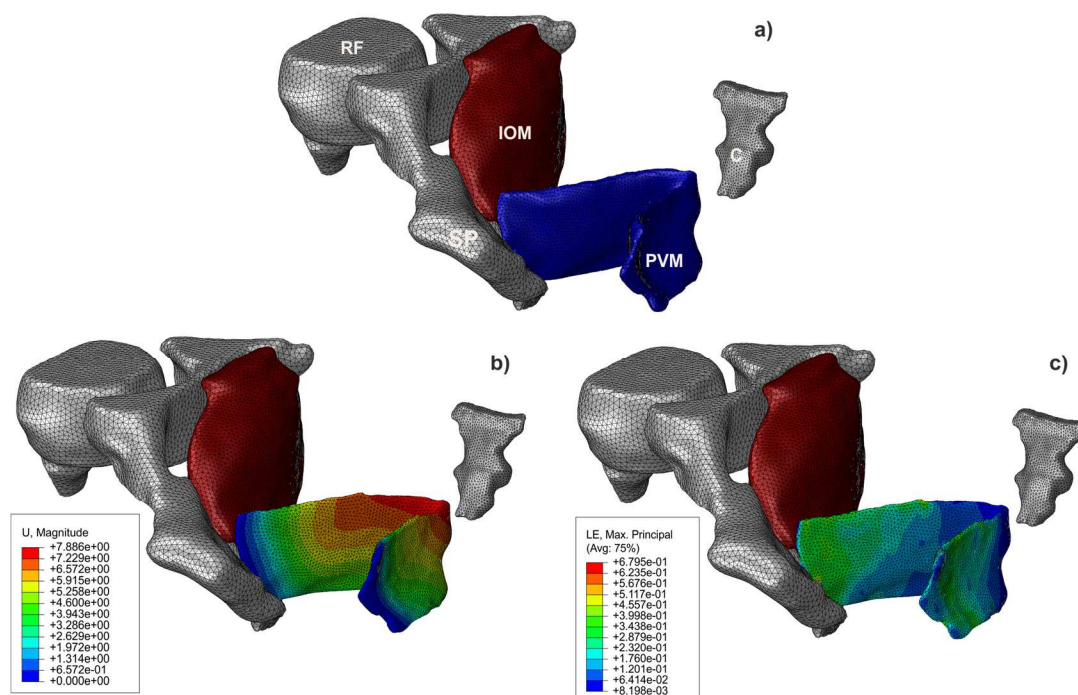 a)
RF
IOM
C
SP
PVM
b)
c)
U, Magnitude
+7.886e+00
+7.229e+00
+6.572e+00
+5.915e+00
+5.258e+00
+4.600e+00
+3.943e+00
+3.286e+00
+2.629e+00
+1.972e+00
+1.314e+00
+6.572e-01
+0.000e+00
LE, Max. Principal
(Avg: 75%)
+6.795e-01
+6.235e-01
+5.676e-01
+5.117e-01
+4.557e-01
+3.998e-01
+3.438e-01
+2.879e-01
+2.320e-01
+1.760e-01
+1.201e-01
+6.414e-02
+8.198e-03